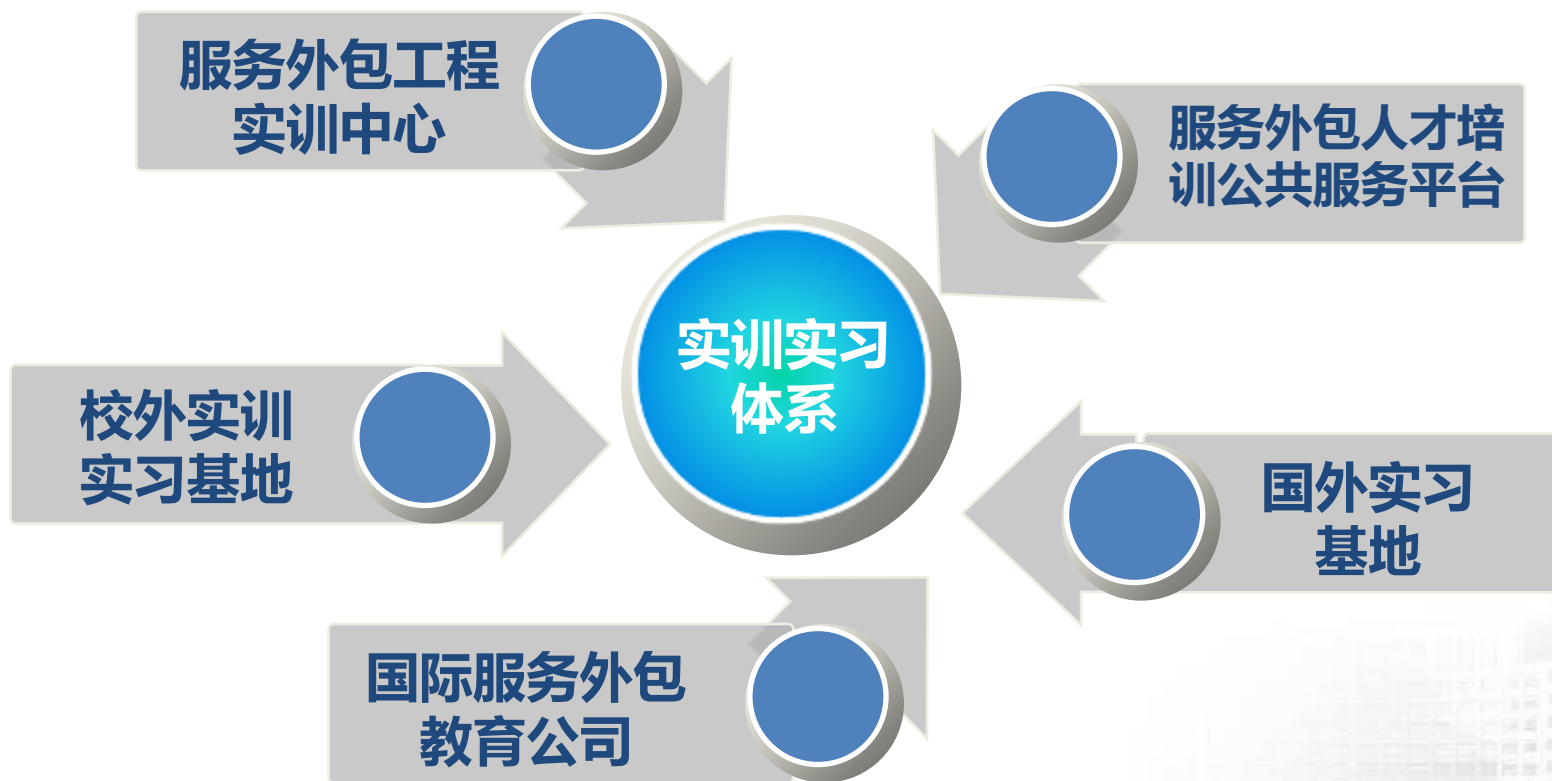 服务外包工程
实训中心
服务外包人才培
训公共服务平台
实训实习
体系
校外实训
实习基地
国外实习
基地
国际服务外包
教育公司